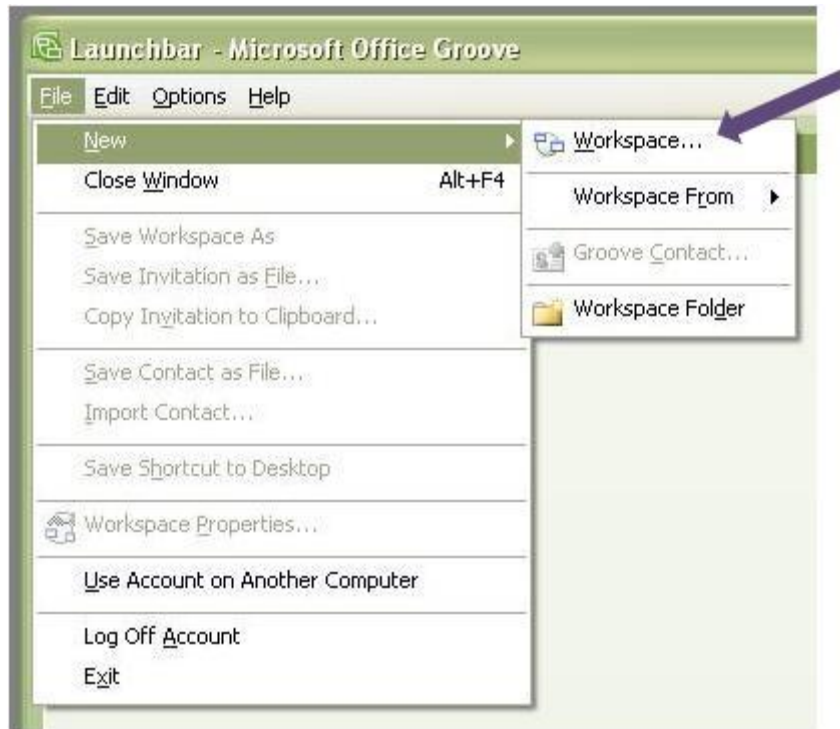 Launchbar - Microsoft Office Groove
File Edit Options Help
New
Close Window Alt+F4
Save Workspace As
Save Invitation as File...
Copy Invitation to Clipboard...
Save Contact as File...
Import Contact...
Save Shortcut to Desktop
Workspace Properties...
Use Account on Another Computer
Log Off Account
Exit
Workspace...
Workspace From
Groove Contact...
Workspace Folder